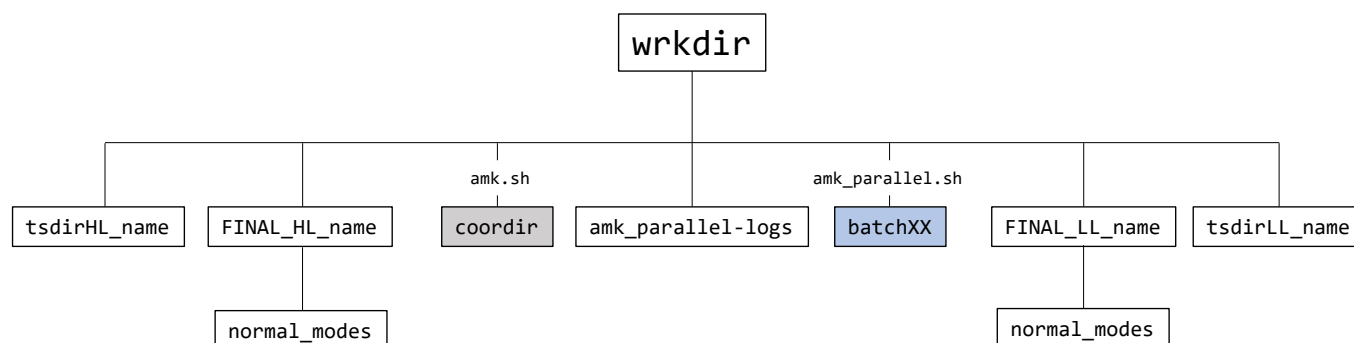 wrkdir
amk.sh
amk_parallel.sh
tsdirHL_name
FINAL_HL_name
coordir
amk_parallel-logs
batchXX
FINAL_LL_name
tsdirLL_name
normal_modes
normal_modes